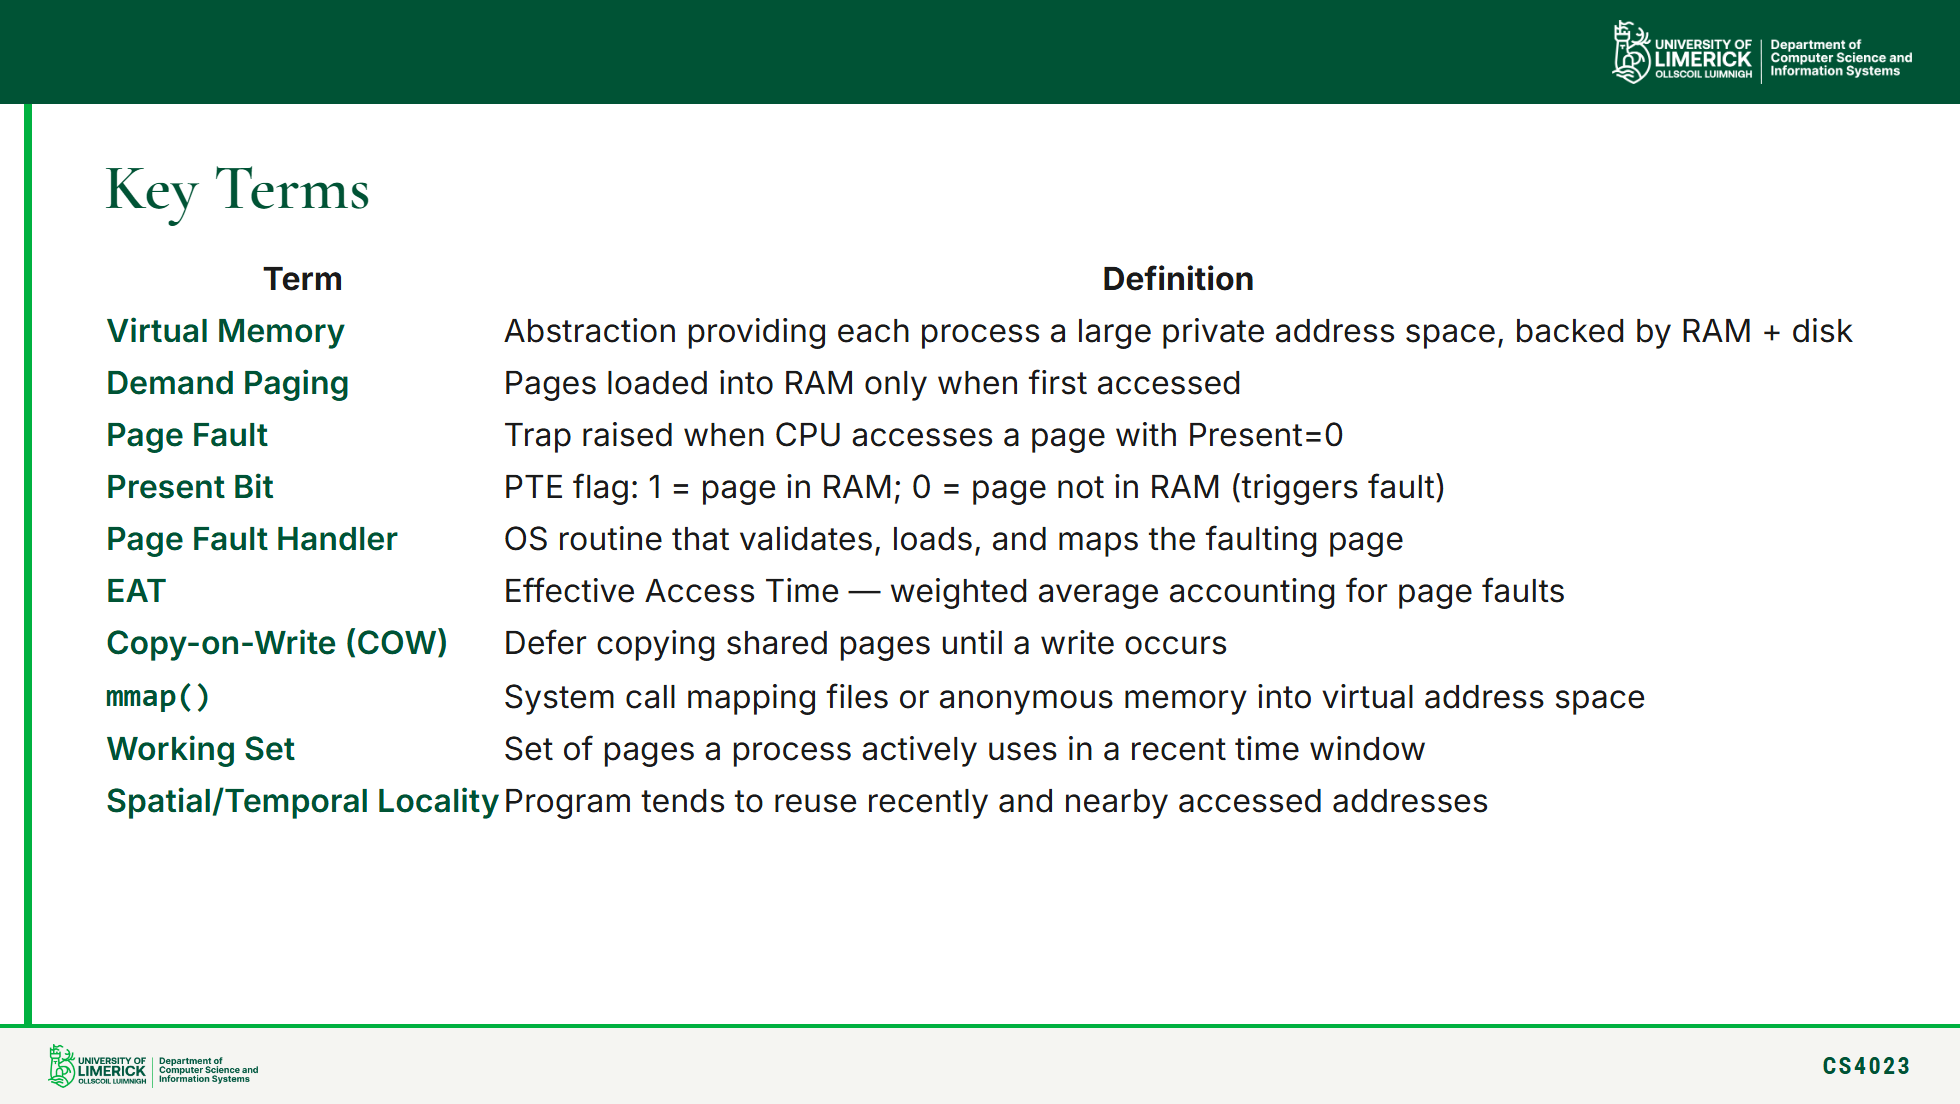 UNIVERSITY OF
LIMERICK
OLLSCOIL LUIMNIGH
Department of
Computer Science and
Information Systems
Key Terms
Term Definition
Virtual Memory Abstraction providing each process a large private address space, backed by RAM + disk
Demand Paging Pages loaded into RAM only when first accessed
Page Fault Trap raised when CPU accesses a page with Present=0
Present Bit PTE flag: 1 = page in RAM; 0 = page not in RAM (triggers fault)
Page Fault Handler OS routine that validates, loads, and maps the faulting page
EAT Effective Access Time — weighted average accounting for page faults
Copy-on-Write (COW) Defer copying shared pages until a write occurs
mmap() System call mapping files or anonymous memory into virtual address space
Working Set Set of pages a process actively uses in a recent time window
Spatial/Temporal Locality Program tends to reuse recently and nearby accessed addresses
UNIVERSITY OF
LIMERICK
OLLSCOIL LUIMNIGH
Department of
Computer Science and
Information Systems
CS4023